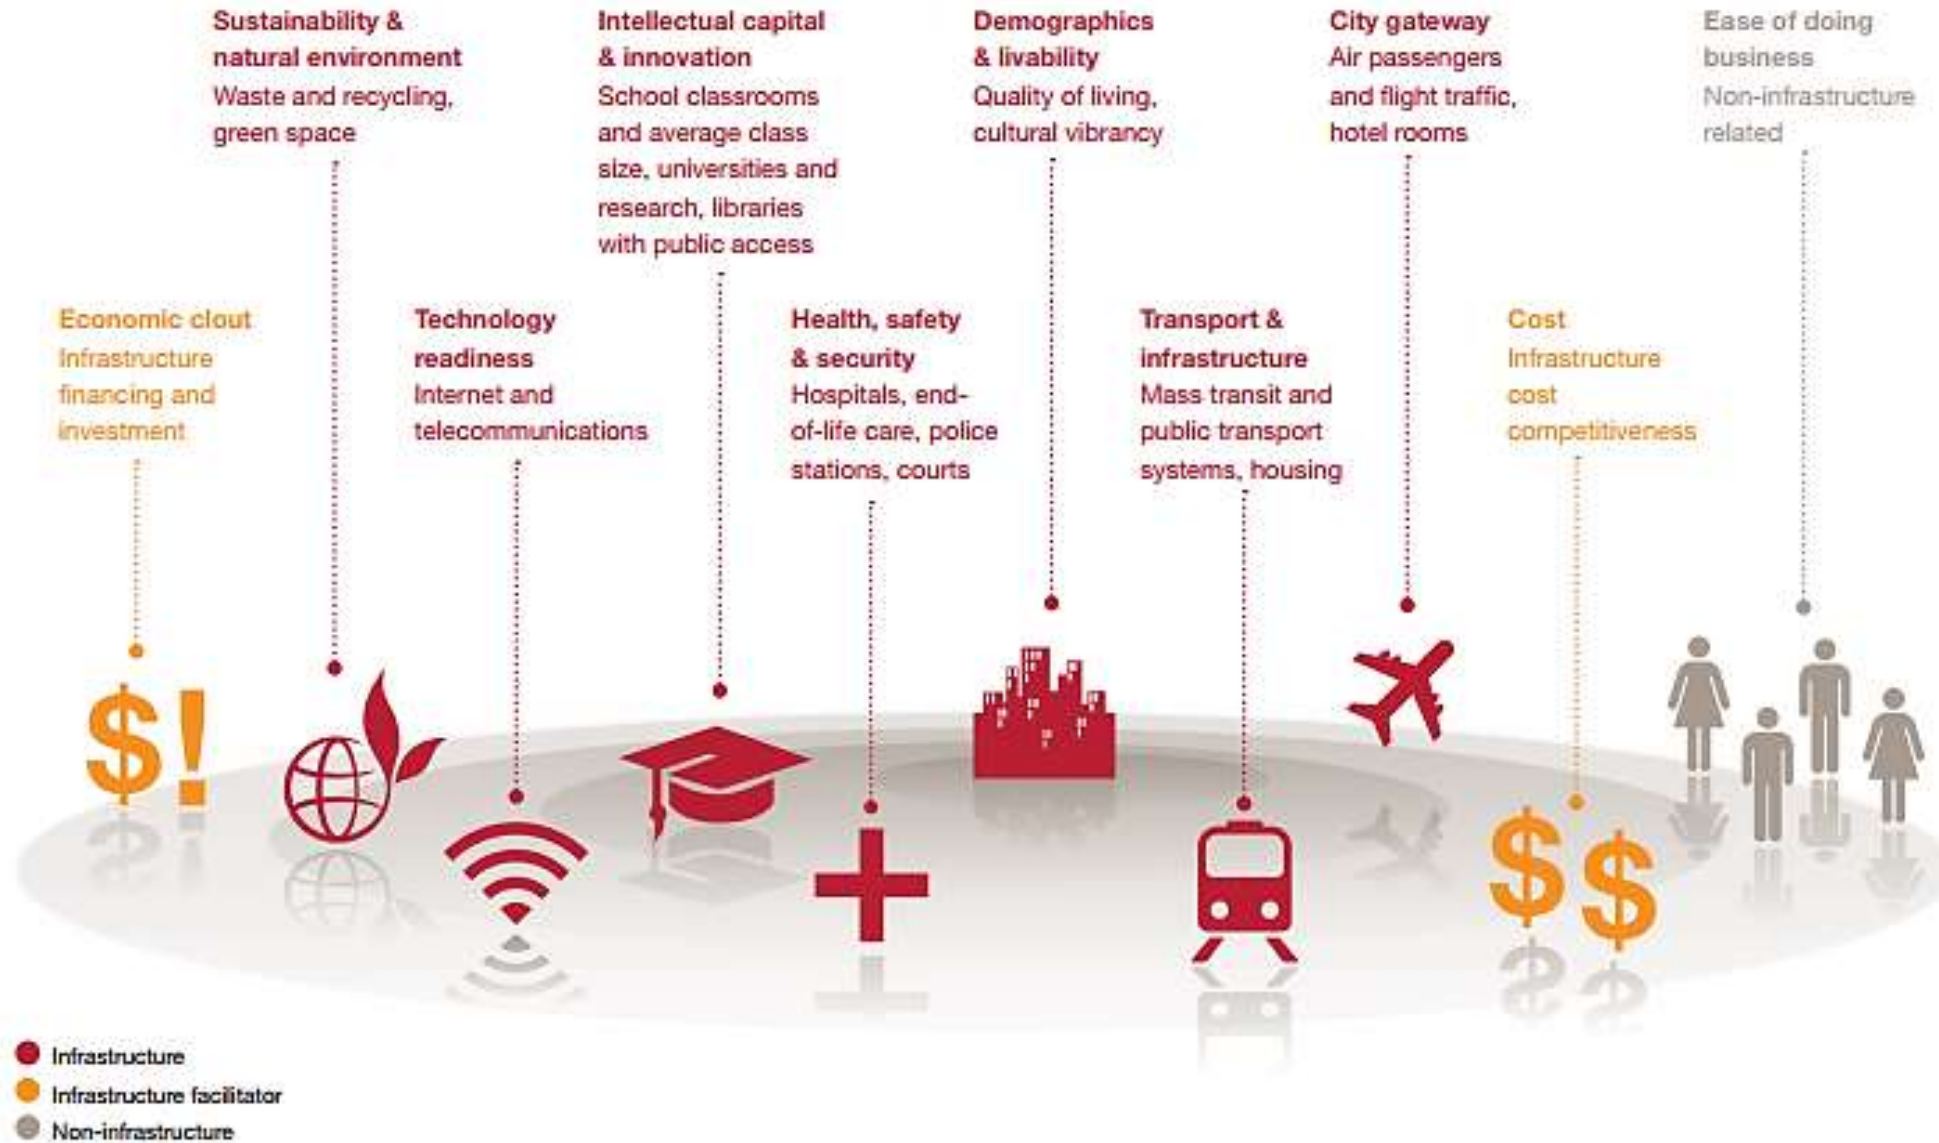 Sustainability &
natural environment
Waste and recycling,
green space
Intellectual capital
& innovation
School classrooms
and average class
size, universities and
research, libraries
with public access
Demographics
& livability
Quality of living,
cultural vibrancy
City gateway
Air passengers
and flight traffic,
hotel rooms
Ease of doing
business
Non-infrastructure
related
Economic clout
Infrastructure
financing and
investment
Technology
readiness
Internet and
telecommunications
Health, safety
& security
Hospitals, end-
of-life care, police
stations, courts
Transport &
infrastructure
Mass transit and
public transport
systems, housing
Cost
Infrastructure
cost
competitiveness
$!
$$
Infrastructure
Infrastructure facilitator
Non-infrastructure